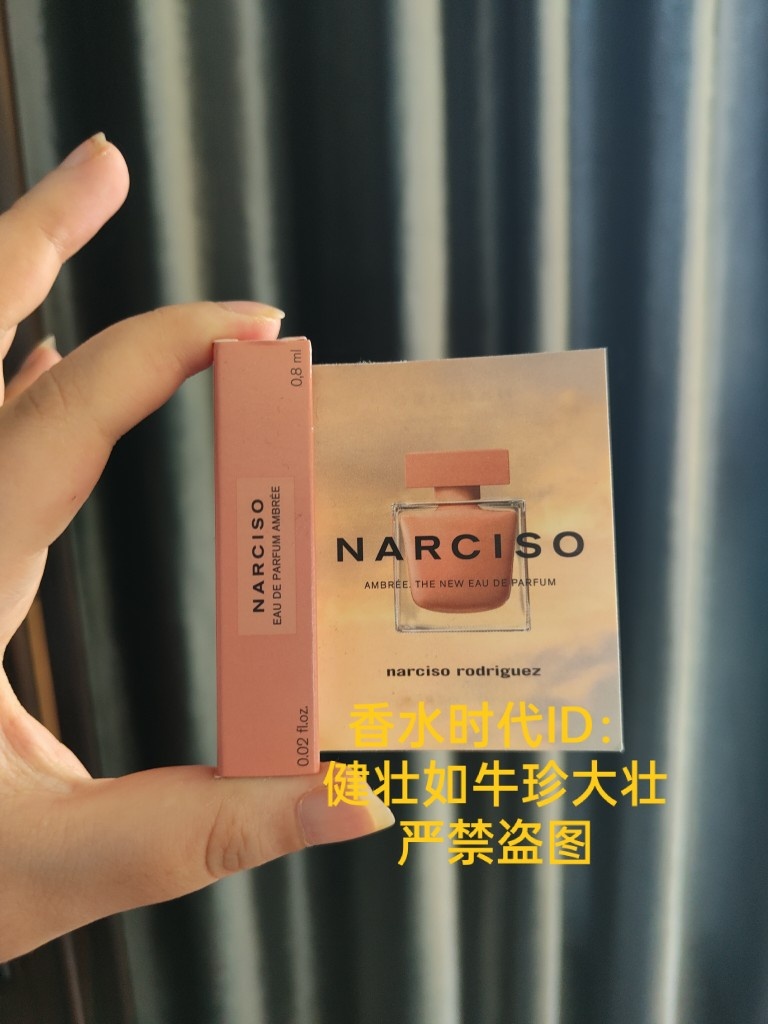 0,8 ml
NARCISO
EAU DE PARFUM AMBRÉE
0.02 fl.oz.
NARCISO
AMBRÉE. THE NEW EAU DE PARFUM
narciso rodriguez
香水时代ID：
健壮如牛珍大壮
严禁盗图